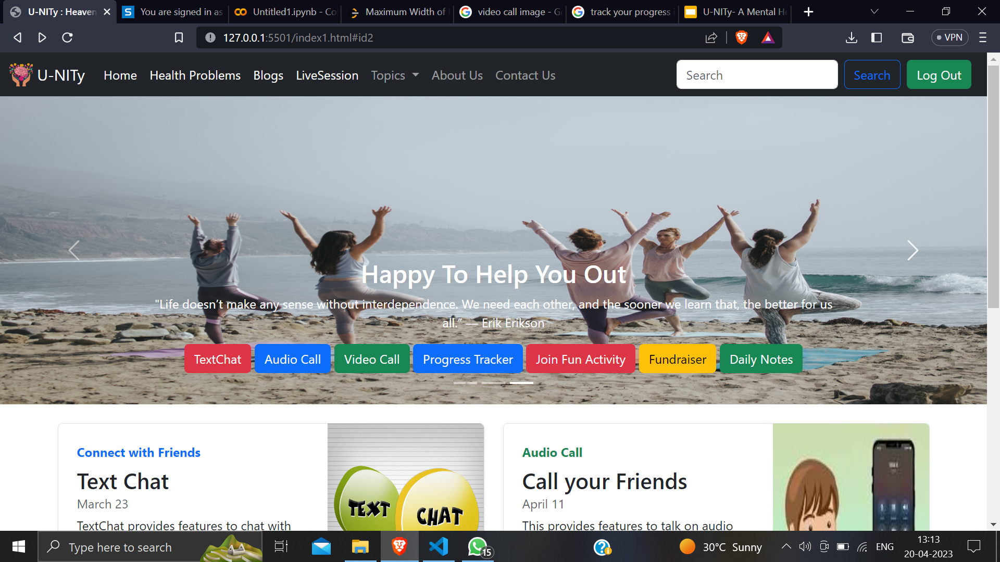 U-NITy : Heaven
You are signed in as
Untitled1.ipynb - Co
Maximum Width of
video call image - G
track your progress i
U-NITy- A Mental He
127.0.0.1:5501/index1.html#id2
VPN
U-NITy
Home
Health Problems
Blogs
LiveSession
Topics
About Us
Contact Us
Search
Search
Log Out
Happy To Help You Out
"Life doesn’t make any sense without interdependence. We need each other, and the sooner we learn that, the better for us
all.” — Erik Erikson
TextChat
Audio Call
Video Call
Progress Tracker
Join Fun Activity
Fundraiser
Daily Notes
Connect with Friends
Text Chat
March 23
TextChat provides features to chat with
TEXT
CHAT
Audio Call
Call your Friends
April 11
This provides features to talk on audio
Type here to search
15
30°C Sunny
ENG
13:13
20-04-2023